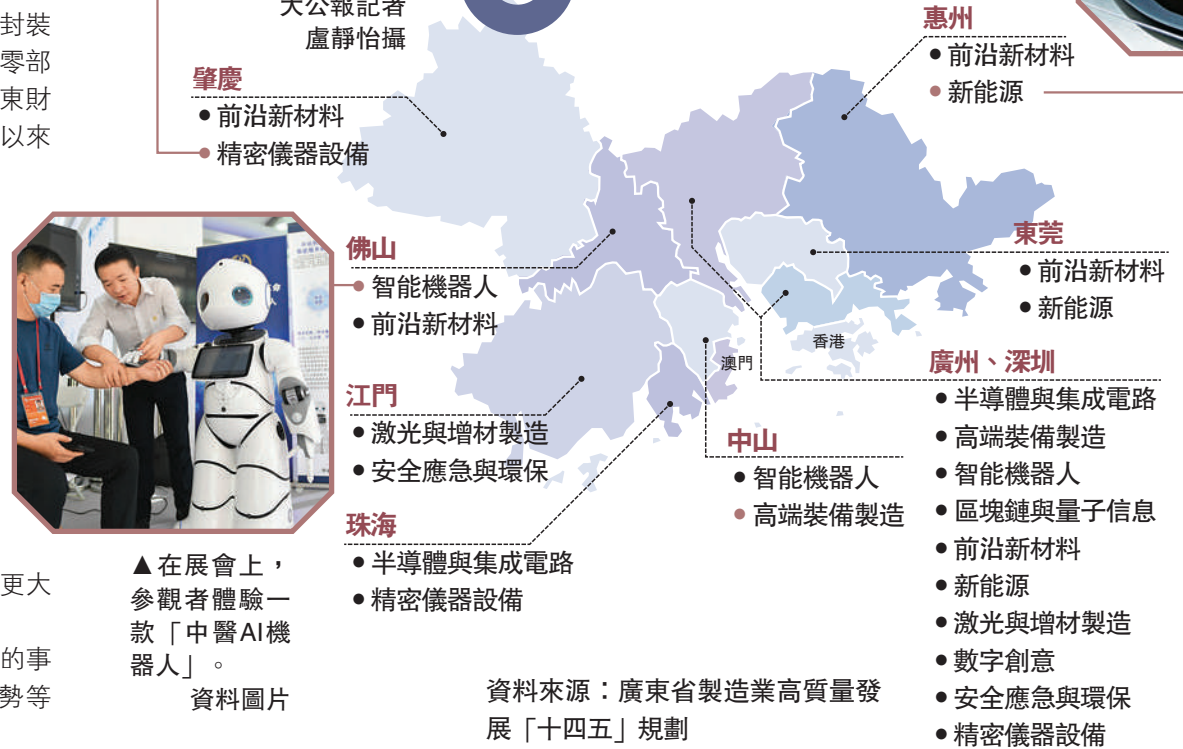 封裝
零部
東財
以來
大公報記者
盧靜怡攝
肇慶
●前沿新材料
●精密儀器設備
惠州
●前沿新材料
●新能源
佛山
●智能機器人
●前沿新材料
東莞
●前沿新材料
●新能源
香港
澳門
江門
●激光與增材製造
●安全應急與環保
珠海
●半導體與集成電路
●精密儀器設備
中山
●智能機器人
●高端裝備製造
廣州、深圳
●半導體與集成電路
●高端裝備製造
●智能機器人
●區塊鏈與量子信息
●前沿新材料
●新能源
●激光與增材製造
●數字創意
●安全應急與環保
●精密儀器設備
▲在展會上，
參觀者體驗一
款「中醫AI機
器人」。
資料圖片
更大
的事
勢等
資料來源：廣東省製造業高質量發
展「十四五」規劃